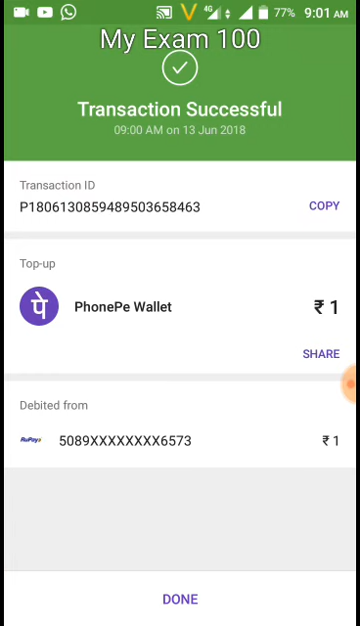 4G 77% 9:01 AM
My Exam 100
Transaction Successful
09:00 AM on 13 Jun 2018
Transaction ID
P1806130859489503658463 COPY
Top-up
पे PhonePe Wallet ₹ 1
SHARE
Debited from
RuPay 5089XXXXXXXX6573 ₹ 1
DONE